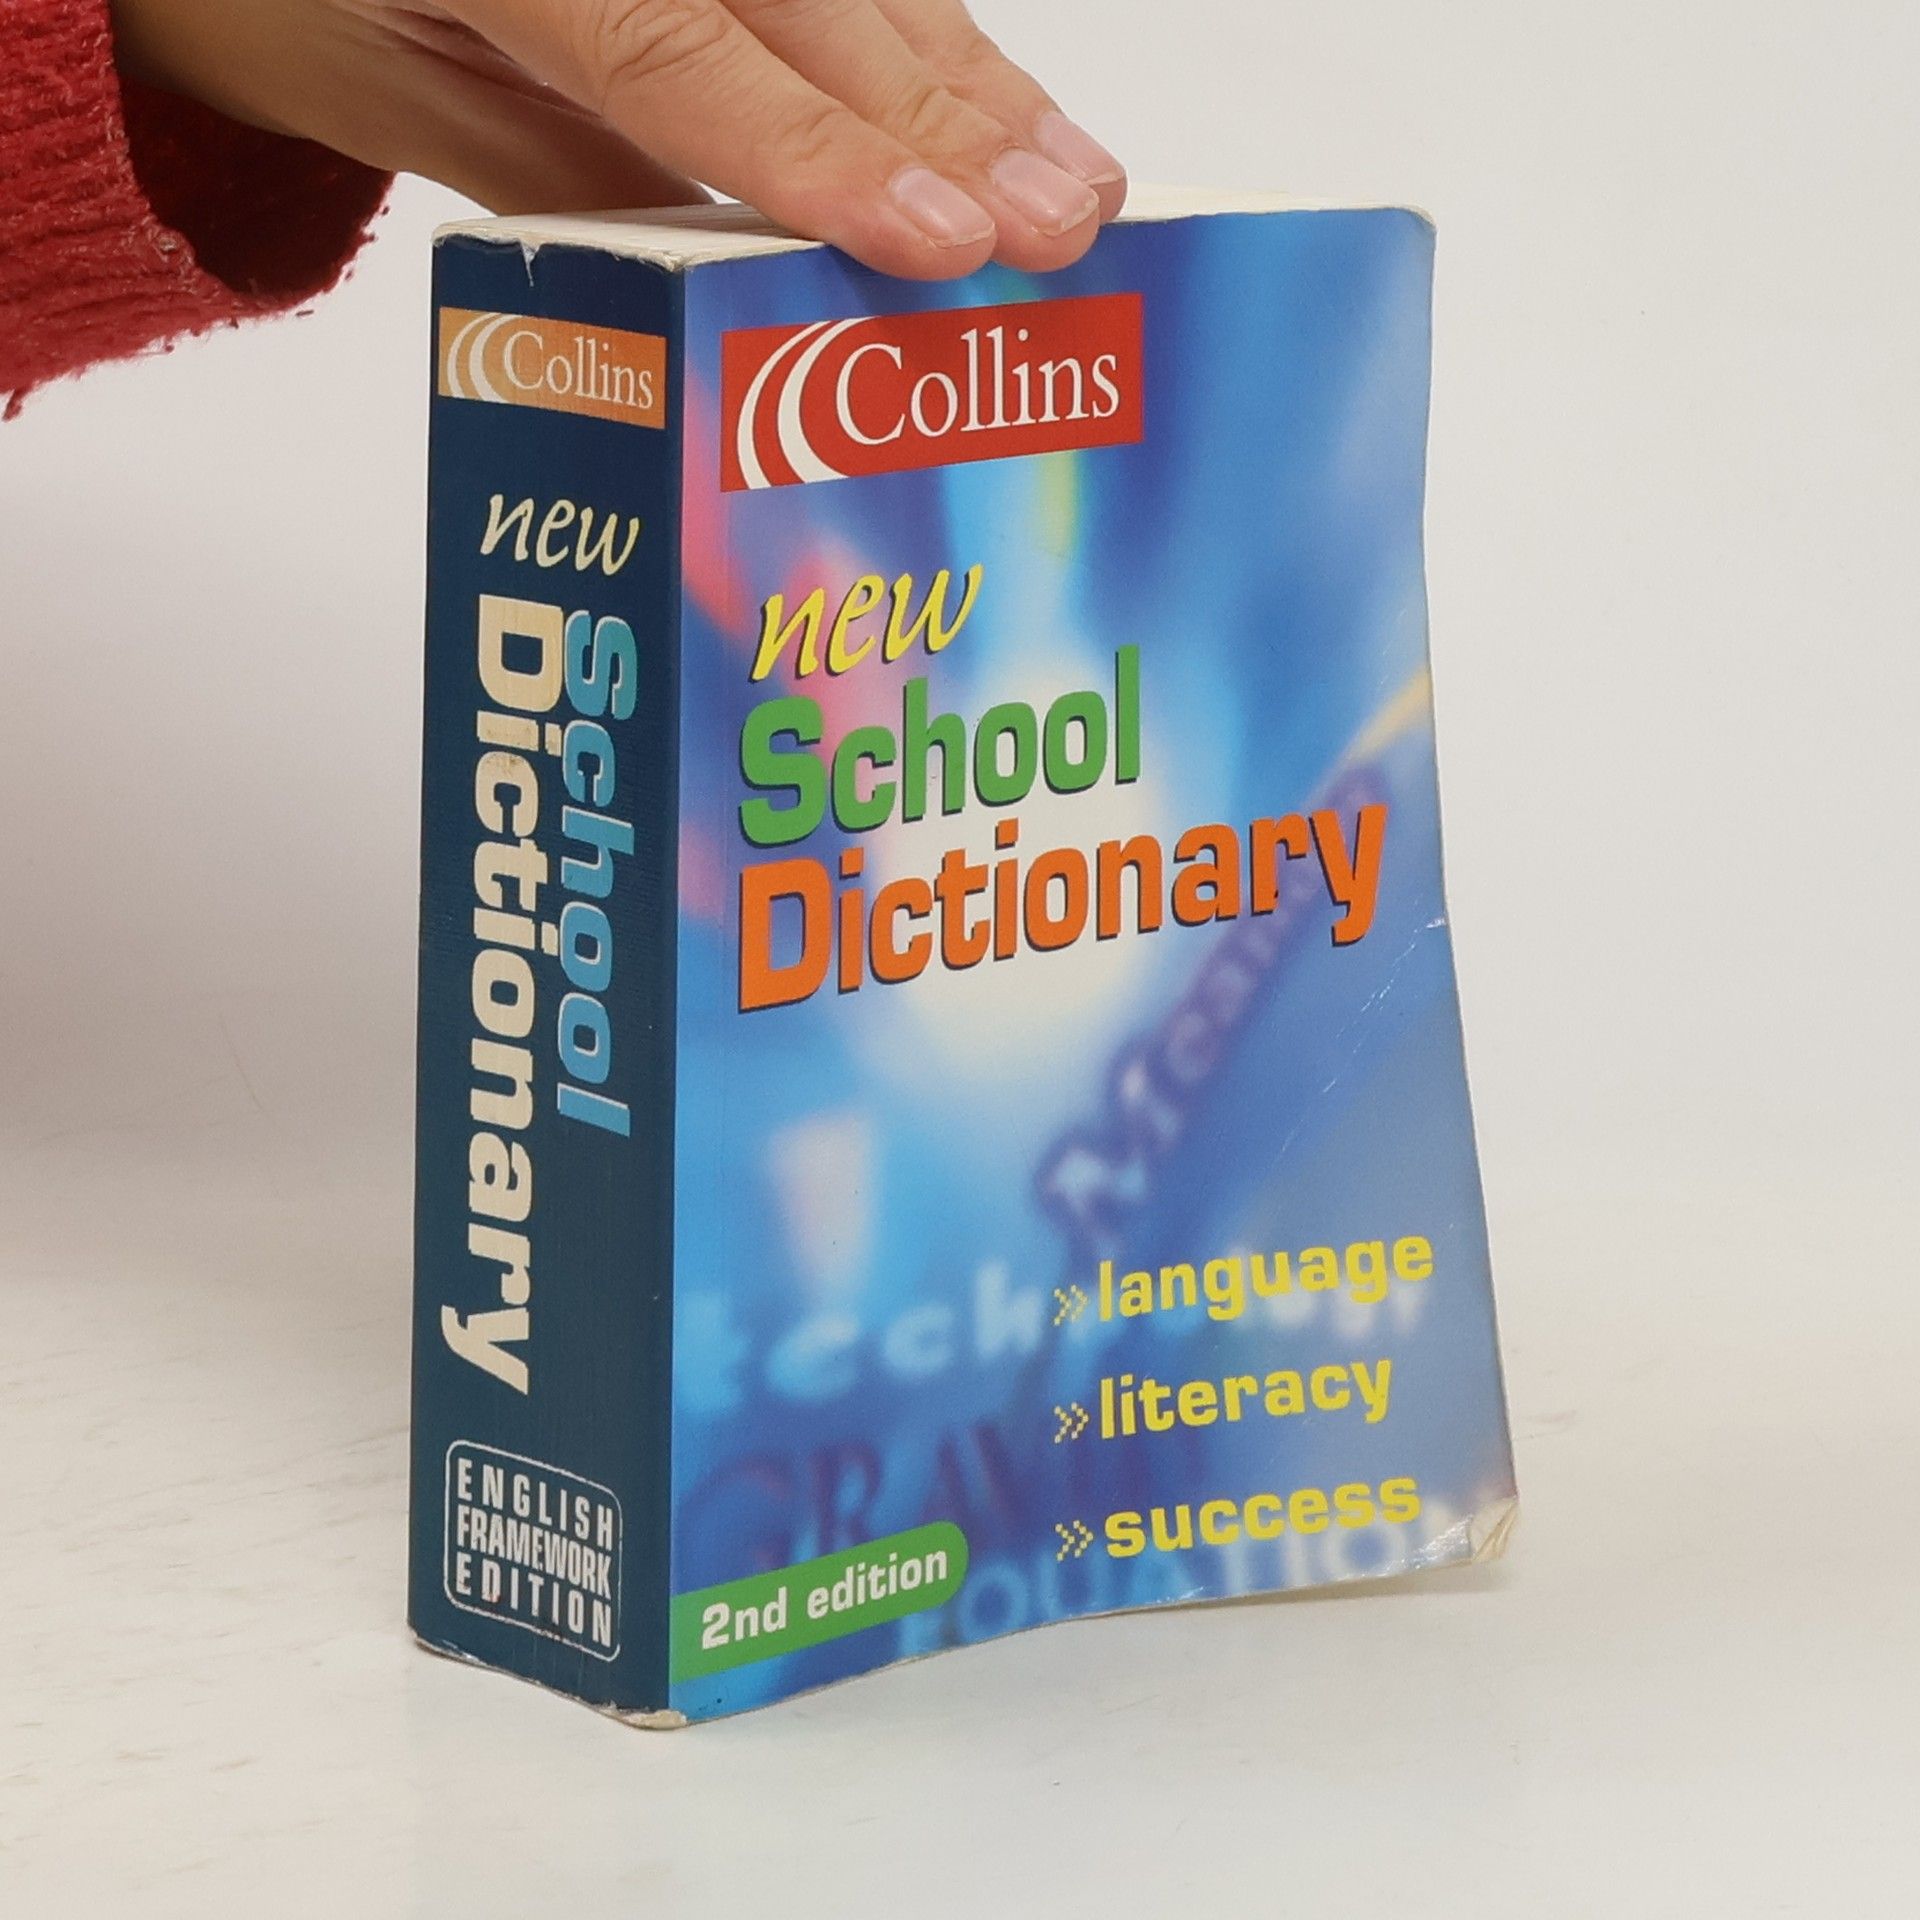 Collins
new
School
Dictionary
ENGLISH
FRAMEWORK
EDITION
Collins
new
School
Dictionary
» language
» literacy
» success
2nd edition